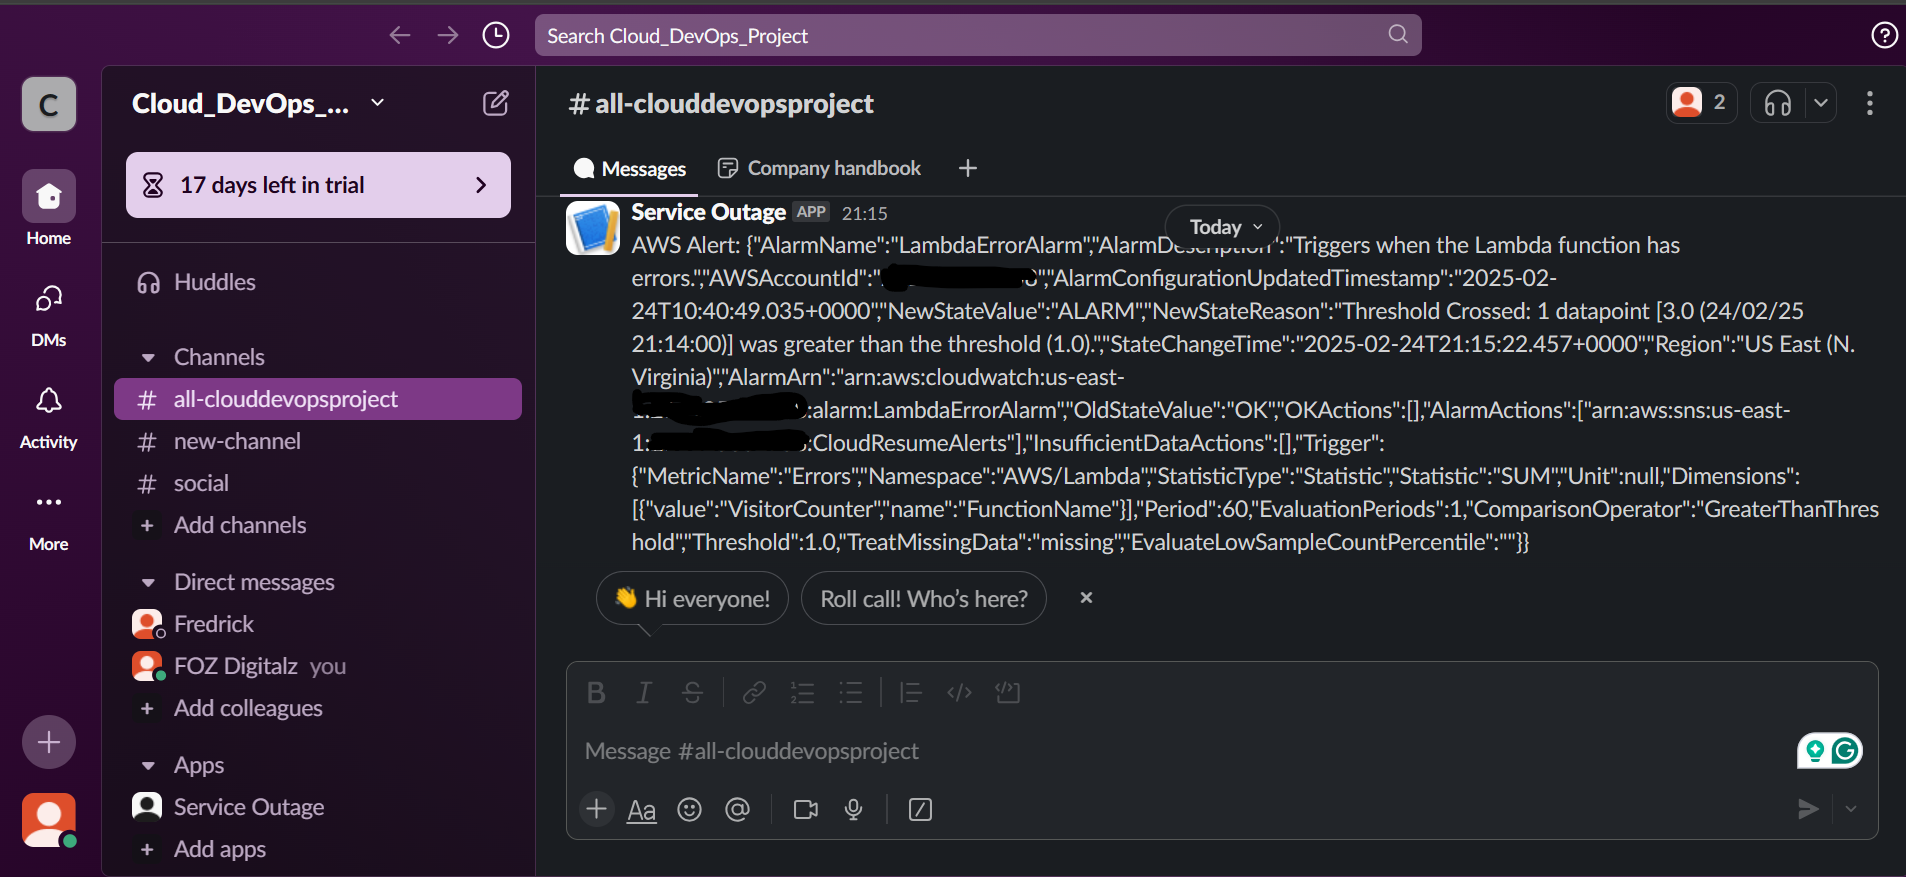 Search Cloud_DevOps_Project
C
Cloud_DevOps_...
# all-clouddevopsproject
2
17 days left in trial
Messages
Company handbook
Home
DMs
Activity
More
Huddles
Channels
# all-clouddevopsproject
# new-channel
# social
+ Add channels
Direct messages
Fredrick
FOZ Digitalz you
+ Add colleagues
Apps
Service Outage
+ Add apps
Service Outage APP 21:15
Today
AWS Alert: {"AlarmName":"LambdaErrorAlarm","AlarmDescription":"Triggers when the Lambda function has
errors.","AWSAccountId":" ","AlarmConfigurationUpdatedTimestamp":"2025-02-
24T10:40:49.035+0000","NewStateValue":"ALARM","NewStateReason":"Threshold Crossed: 1 datapoint [3.0 (24/02/25
21:14:00)] was greater than the threshold (1.0).","StateChangeTime":"2025-02-24T21:15:22.457+0000","Region":"US East (N.
Virginia)","AlarmArn":"arn:aws:cloudwatch:us-east-
:alarm:LambdaErrorAlarm","OldStateValue":"OK","OKActions":[],"AlarmActions":["arn:aws:sns:us-east-
1: :CloudResumeAlerts"],"InsufficientDataActions":[],"Trigger":
{"MetricName":"Errors","Namespace":"AWS/Lambda","StatisticType":"Statistic","Statistic":"SUM","Unit":null,"Dimensions":
[{"value":"VisitorCounter","name":"FunctionName"}],"Period":60,"EvaluationPeriods":1,"ComparisonOperator":"GreaterThanThres
hold","Threshold":1.0,"TreatMissingData":"missing","EvaluateLowSampleCountPercentile":""}}
👋 Hi everyone!
Roll call! Who's here?
Message #all-clouddevopsproject
Aa